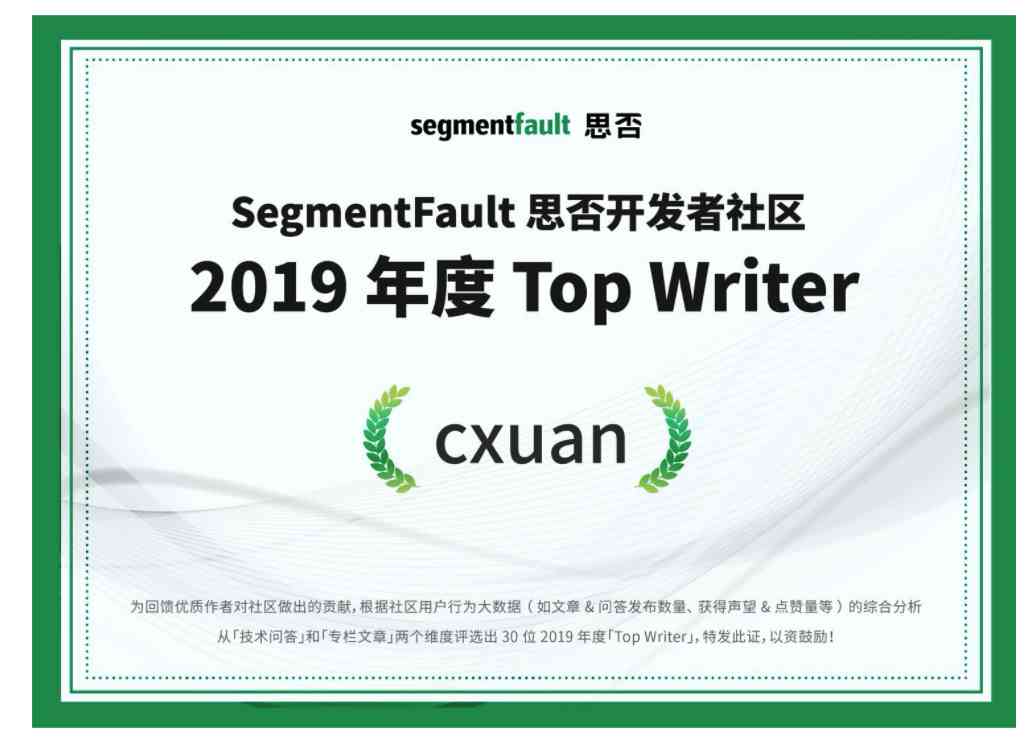 segmentfault 思否
SegmentFault 思否开发者社区
2019 年度 Top Writer
cxuan
为回馈优质作者对社区做出的贡献,根据社区用户行为大数据（如文章 & 问答发布数量、获得声望 & 点赞量等）的综合分析
从「技术问答」和「专栏文章」两个维度评选出 30 位 2019 年度「Top Writer」,特发此证,以资鼓励!